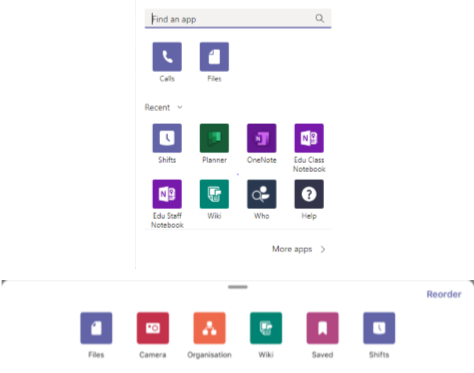 Find an app
Calls Files
Recent
Shifts Planner OneNote Edu Class
Notebook
Edu Staff Wiki Who Help
Notebook
More apps
Reorder
Files Camera Organisation Wiki Saved Shifts